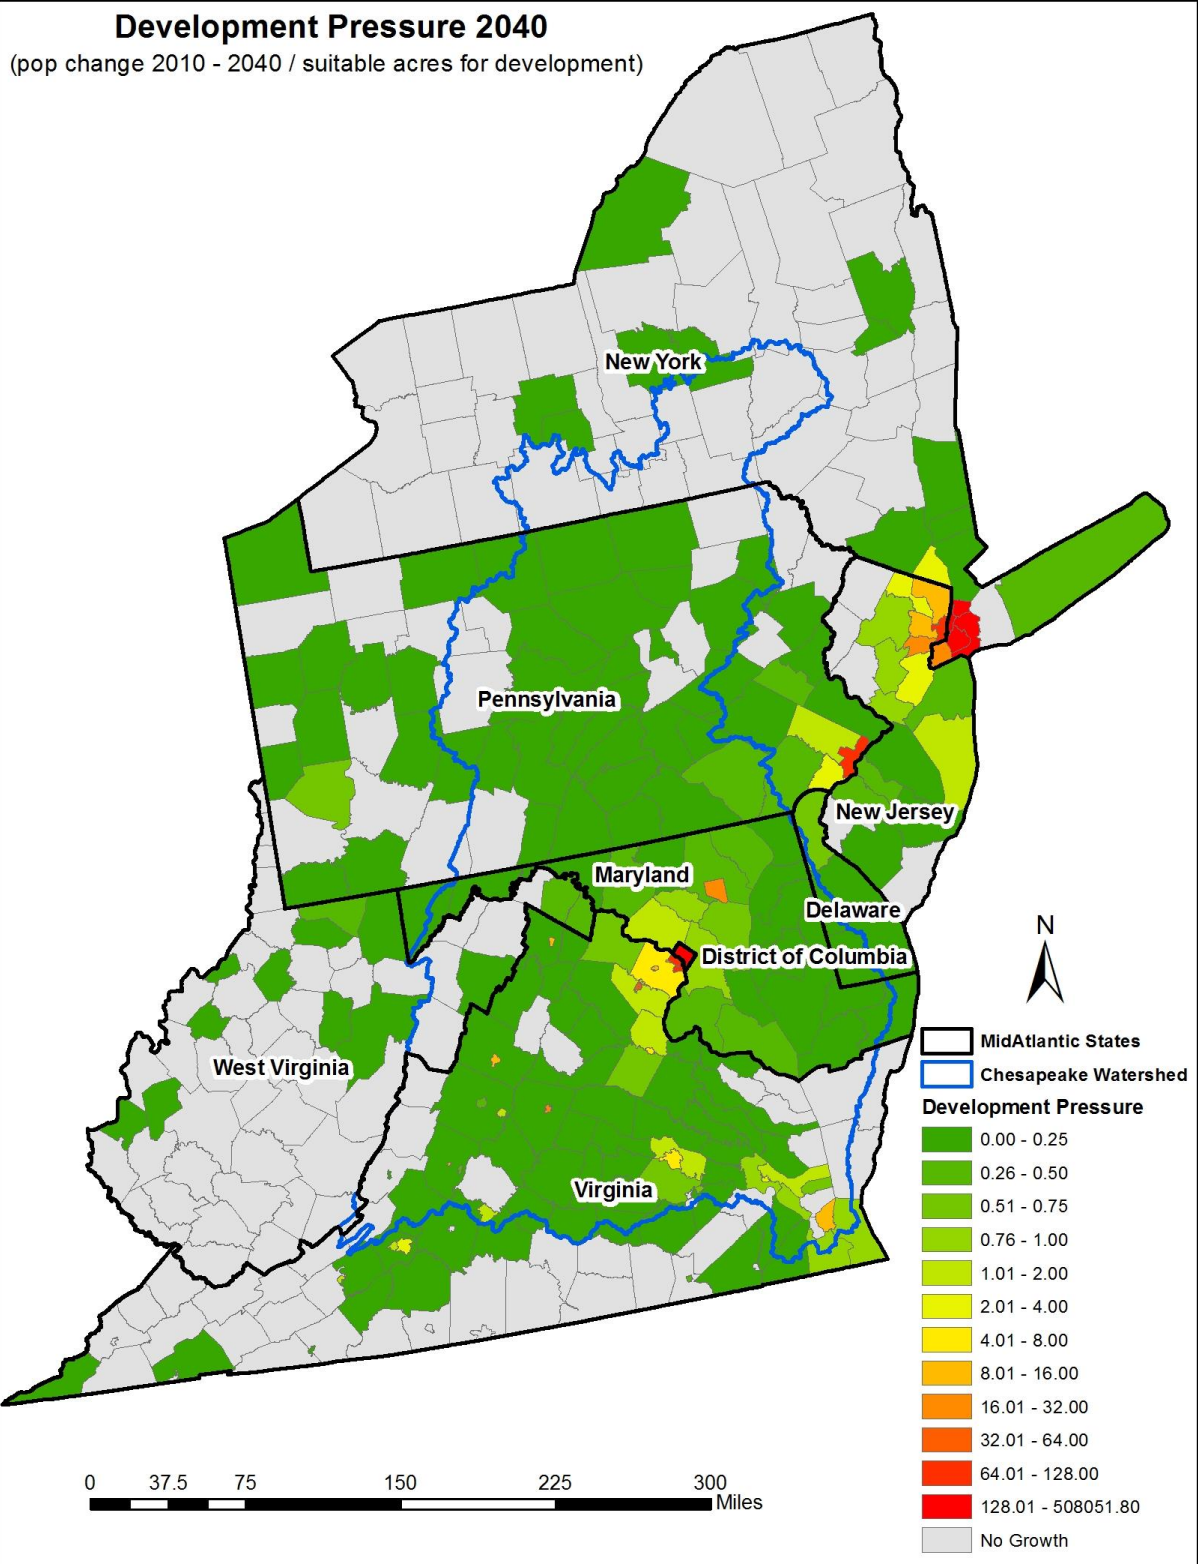 Development Pressure 2040
(pop change 2010 - 2040 / suitable acres for development)
New York
Pennsylvania
New Jersey
Maryland
Delaware
District of Columbia
West Virginia
Virginia
N
MidAtlantic States
Chesapeake Watershed
Development Pressure
0.00 - 0.25
0.26 - 0.50
0.51 - 0.75
0.76 - 1.00
1.01 - 2.00
2.01 - 4.00
4.01 - 8.00
8.01 - 16.00
16.01 - 32.00
32.01 - 64.00
64.01 - 128.00
128.01 - 508051.80
No Growth
0 37.5 75 150 225 300
Miles